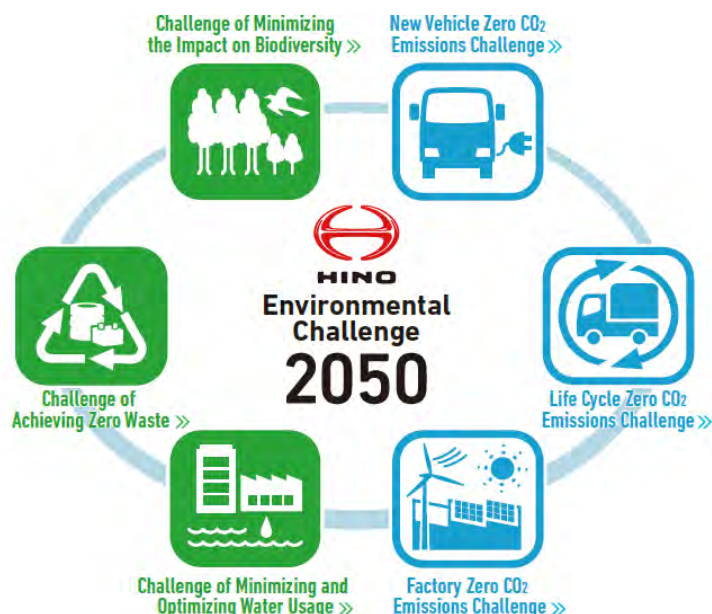 Challenge of Minimizing
the Impact on Biodiversity »
New Vehicle Zero CO2
Emissions Challenge »
HINO
Environmental
Challenge
2050
Challenge of
Achieving Zero Waste »
Life Cycle Zero CO2
Emissions Challenge »
Challenge of Minimizing and
Optimizing Water Usage »
Factory Zero CO2
Emissions Challenge »